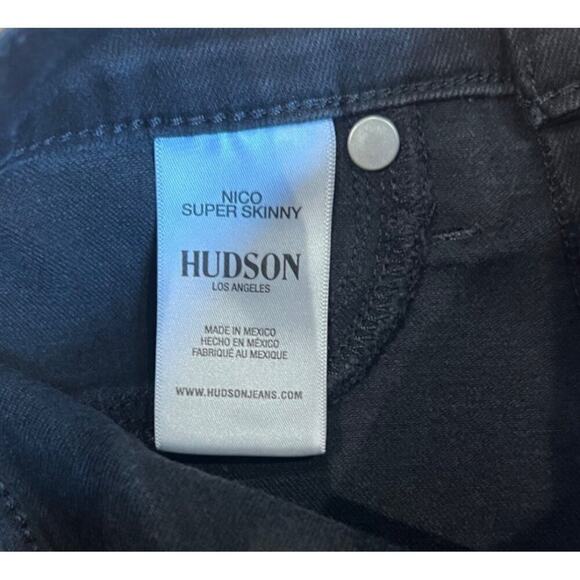 NICO
SUPER SKINNY
HUDSON
LOS ANGELES
MADE IN MEXICO
HECHO EN MÉXICO
FABRIQUÉ AU MEXIQUE
WWW.HUDSONJEANS.COM